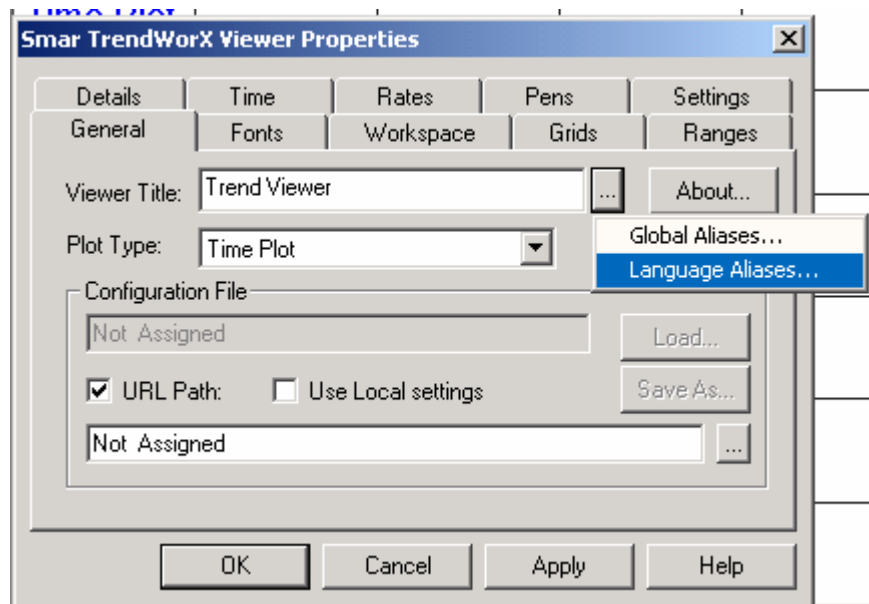 Time Plot
Smar TrendWorX Viewer Properties
Details Time Rates Pens Settings
General Fonts Workspace Grids Ranges
Viewer Title: Trend Viewer ... About...
Global Aliases...
Plot Type: Time Plot
Language Aliases...
Configuration File
Not Assigned Load...
URL Path: Use Local settings Save As...
Not Assigned ...
OK Cancel Apply Help